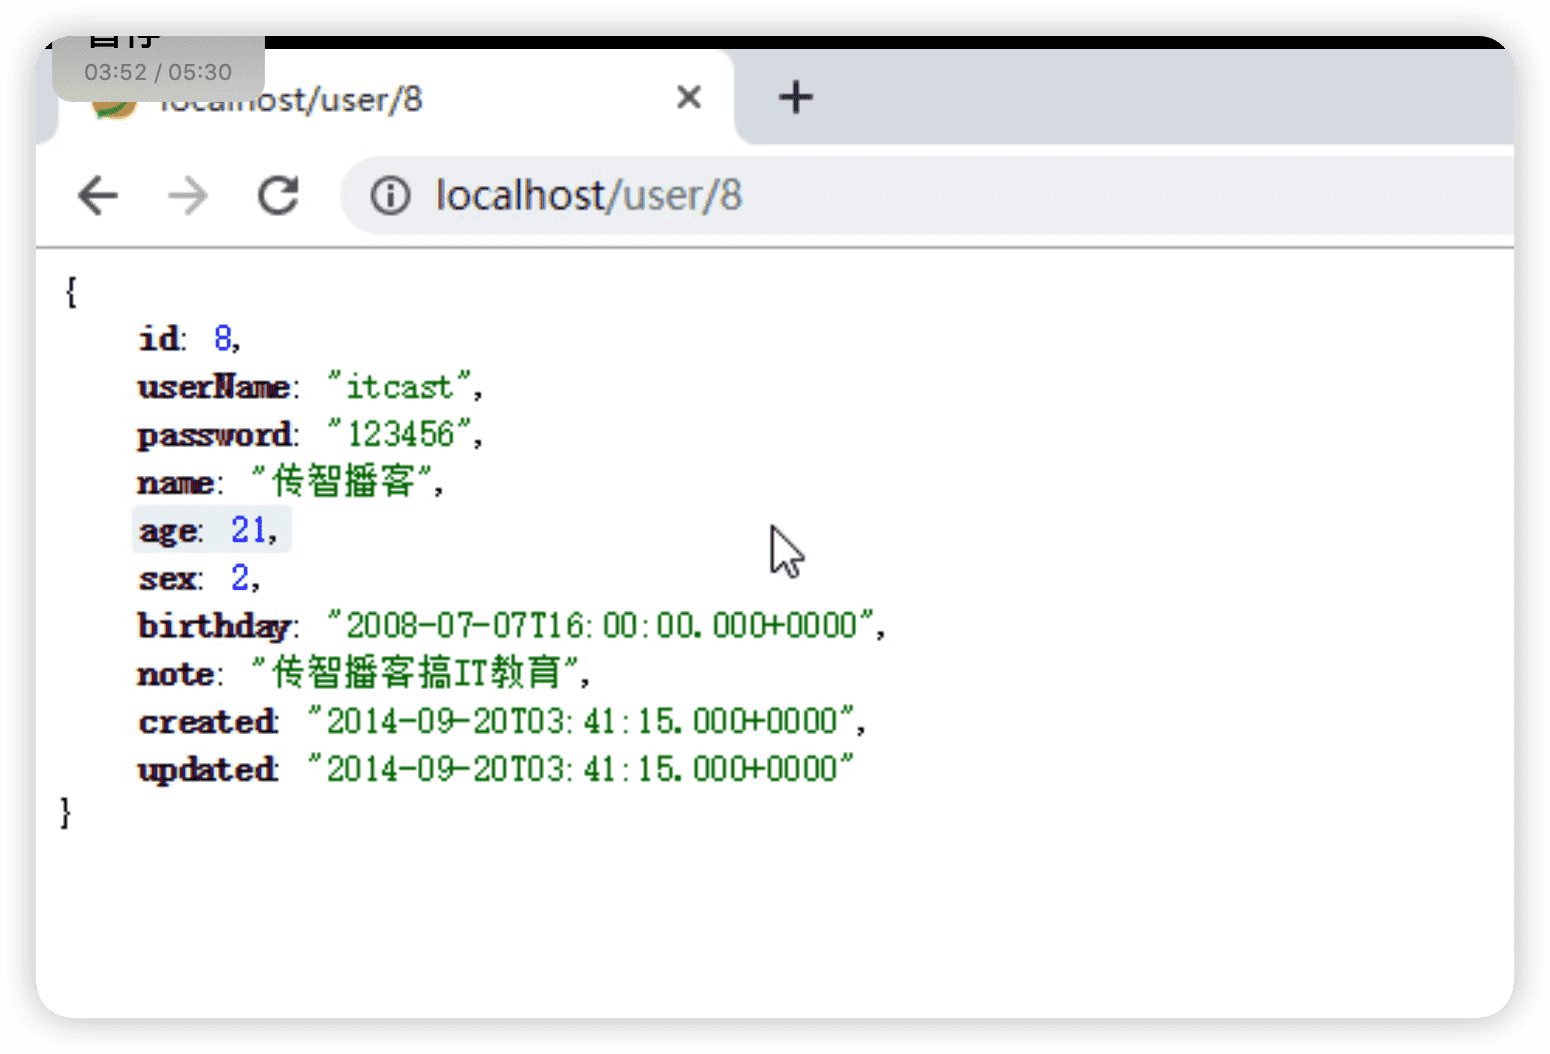 暂停
03:52 / 05:30
localhost/user/8
localhost/user/8
{
id: 8,
userName: "itcast",
password: "123456",
name: "传智播客",
age: 21,
sex: 2,
birthday: "2008-07-07T16:00:00.000+0000",
note: "传智播客搞IT教育",
created: "2014-09-20T03:41:15.000+0000",
updated: "2014-09-20T03:41:15.000+0000"
}